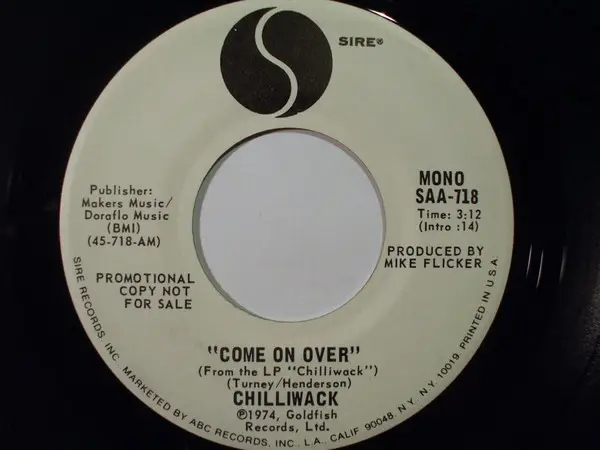 SIRE®
Publisher:
Makers Music/
Doraflo Music
(BMI)
(45-718-AM)
PROMOTIONAL
COPY NOT
FOR SALE
MONO
SAA-718
Time: 3:12
(Intro :14)
PRODUCED BY
MIKE FLICKER
"COME ON OVER"
(From the LP "Chilliwack")
(Turney/Henderson)
CHILLIWACK
℗1974, Goldfish
Records, Ltd.
SIRE RECORDS, INC. MARKETED BY ABC RECORDS, INC., L.A., CALIF 90048, N.Y., N.Y. 10019 PRINTED IN U.S.A.